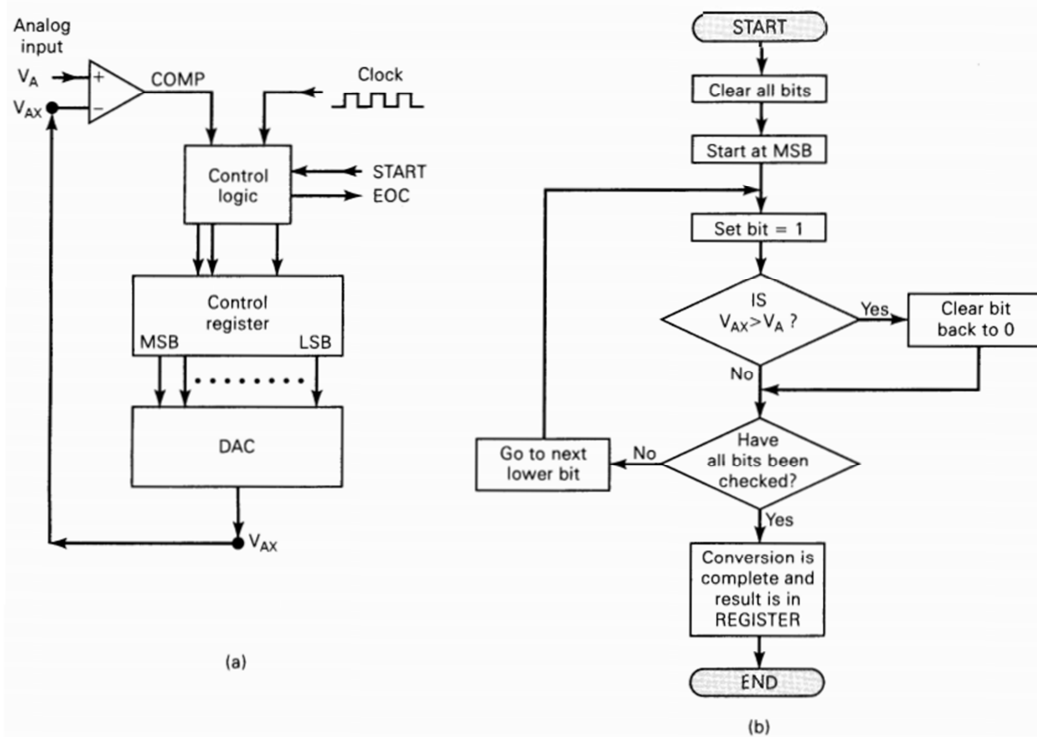 Analog
input
V_A
+
COMP
V_AX
−
Clock
Control
logic
START
EOC
Control
register
MSB
LSB
DAC
V_AX
(a)
START
Clear all bits
Start at MSB
Set bit = 1
IS
V_AX>V_A ?
Yes
Clear bit
back to 0
No
Have
all bits been
checked?
No
Go to next
lower bit
Yes
Conversion is
complete and
result is in
REGISTER
END
(b)